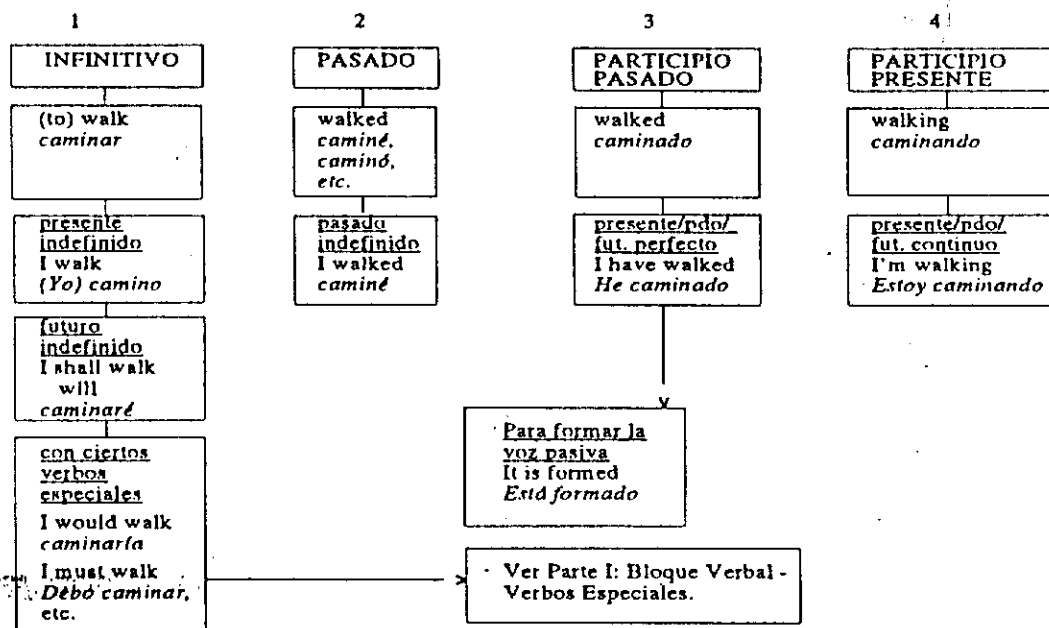 1
INFINITIVO
(to) walk
caminar
presente
indefinido
I walk
(Yo) camino
futuro
indefinido
I shall walk
will
caminaré
con ciertos
verbos
especiales
I would walk
caminaría
I must walk
Debo caminar,
etc.
2
PASADO
walked
caminé,
caminó,
etc.
pasado
indefinido
I walked
caminé
3
PARTICIPIO
PASADO
walked
caminado
presente/pdo/
fut. perfecto
I have walked
He caminado
Para formar la
voz pasiva
It is formed
Está formado
Ver Parte I: Bloque Verbal -
Verbos Especiales.
4
PARTICIPIO
PRESENTE
walking
caminando
presente/pdo/
fut. continuo
I'm walking
Estoy caminando